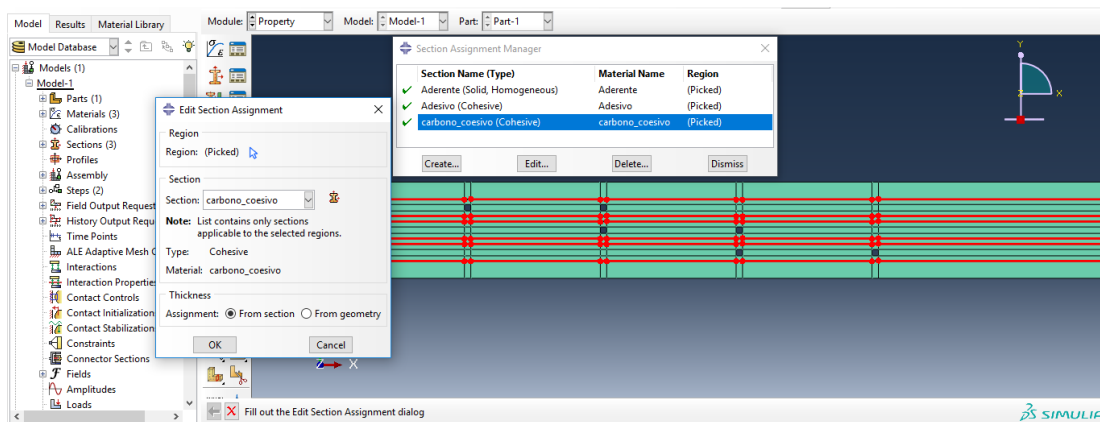 Model Results Material Library
Module: Property Model: Model-1 Part: Part-1
Model Database
Models (1)
Model-1
Parts (1)
Materials (3)
Calibrations
Sections (3)
Profiles
Assembly
Steps (2)
Field Output Request
History Output Requ
Time Points
ALE Adaptive Mesh C
Interactions
Interaction Propertie
Contact Controls
Contact Initialization
Contact Stabilization
Constraints
Connector Sections
Fields
Amplitudes
Loads
Edit Section Assignment
Region
Region: (Picked)
Section
Section: carbono_coesivo
Note: List contains only sections
applicable to the selected regions.
Type: Cohesive
Material: carbono_coesivo
Thickness
Assignment: From section From geometry
OK Cancel
Section Assignment Manager
Section Name (Type) Material Name Region
Aderente (Solid, Homogeneous) Aderente (Picked)
Adesivo (Cohesive) Adesivo (Picked)
carbono_coesivo (Cohesive) carbono_coesivo (Picked)
Create... Edit... Delete... Dismiss
Y
Z X
Z X
Fill out the Edit Section Assignment dialog
SIMULIA